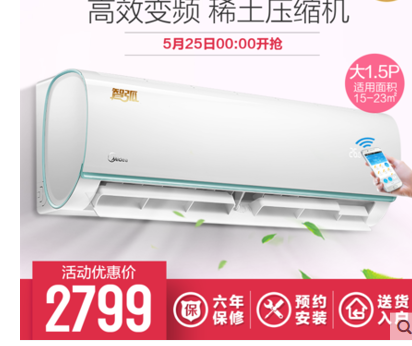 高效变频 稀土压缩机
5月25日00:00开抢
大1.5P
适用面积
15-23㎡
Midea
活动优惠价
2799
保
六年
保修
预约
安装
送货
入户